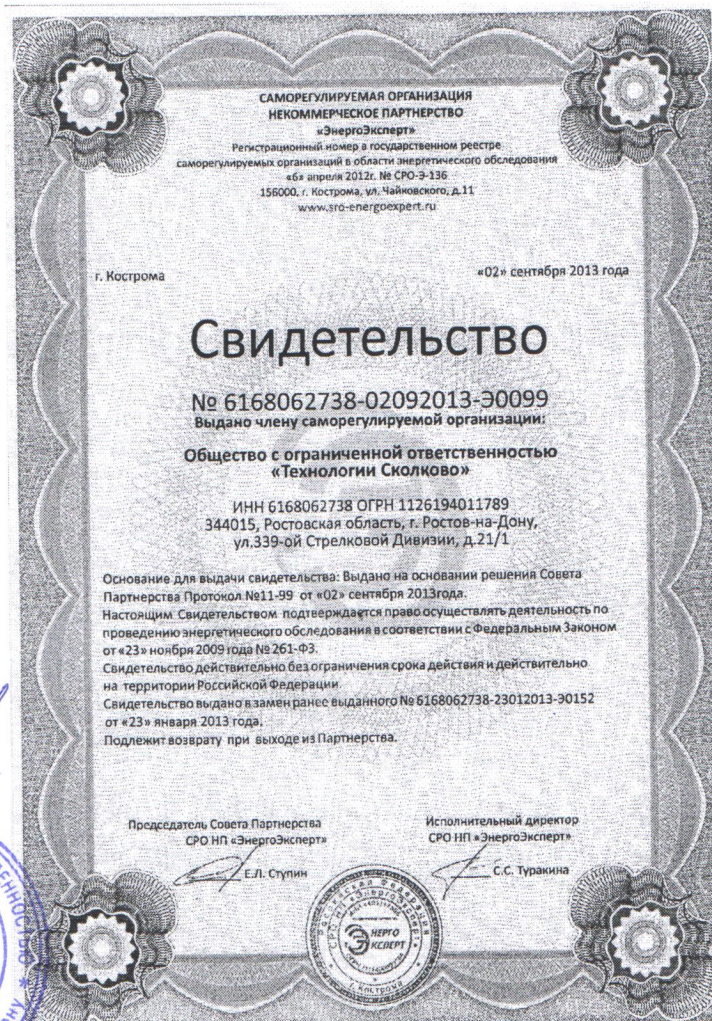 САМОРЕГУЛИРУЕМАЯ ОРГАНИЗАЦИЯ
НЕКОММЕРЧЕСКОЕ ПАРТНЕРСТВО
«ЭнергоЭксперт»
Регистрационный номер в государственном реестре
саморегулируемых организаций в области энергетического обследования
«6» апреля 2012г. № СРО-Э-136
156000, г. Кострома, ул. Чайковского, д.11
www.sro-energoexpert.ru
г. Кострома
«02» сентября 2013 года
Свидетельство
№ 6168062738-02092013-Э0099
Выдано члену саморегулируемой организации:
Общество с ограниченной ответственностью
«Технологии Сколково»
ИНН 6168062738 ОГРН 1126194011789
344015, Ростовская область, г. Ростов-на-Дону,
ул.339-ой Стрелковой Дивизии, д.21/1
Основание для выдачи свидетельства: Выдано на основании решения Совета
Партнерства Протокол №11-99 от «02» сентября 2013года.
Настоящим Свидетельством подтверждается право осуществлять деятельность по
проведению энергетического обследования в соответствии с Федеральным Законом
от «23» ноября 2009 года № 261-ФЗ.
Свидетельство действительно без ограничения срока действия и действительно
на территории Российской Федерации.
Свидетельство выдано в замен ранее выданного № 6168062738-23012013-Э0152
от «23» января 2013 года.
Подлежит возврату при выходе из Партнерства.
Председатель Совета Партнерства
СРО НП «ЭнергоЭксперт»
Е.Л. Ступин
Исполнительный директор
СРО НП «ЭнергоЭксперт»
С.С. Туракина
Российская Федерация
СРО НП «ЭнергоЭксперт»
ЭНЕРГО
ЭКСПЕРТ
г. Кострома